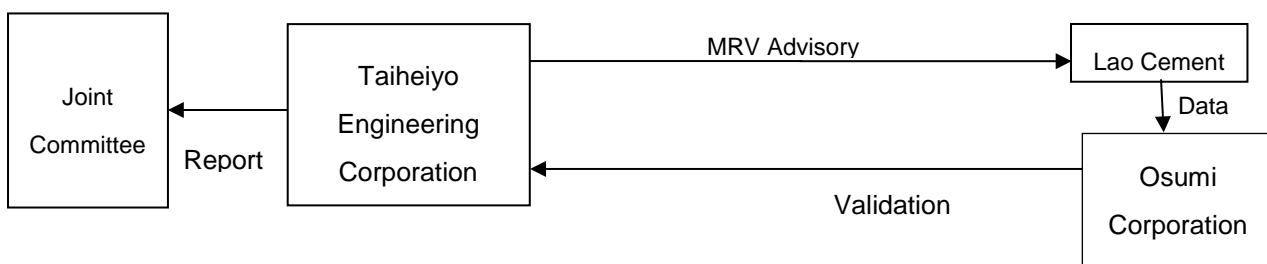 Joint
Committee
Report
Taiheiyo
Engineering
Corporation
MRV Advisory
Lao Cement
Data
Osumi
Corporation
Validation